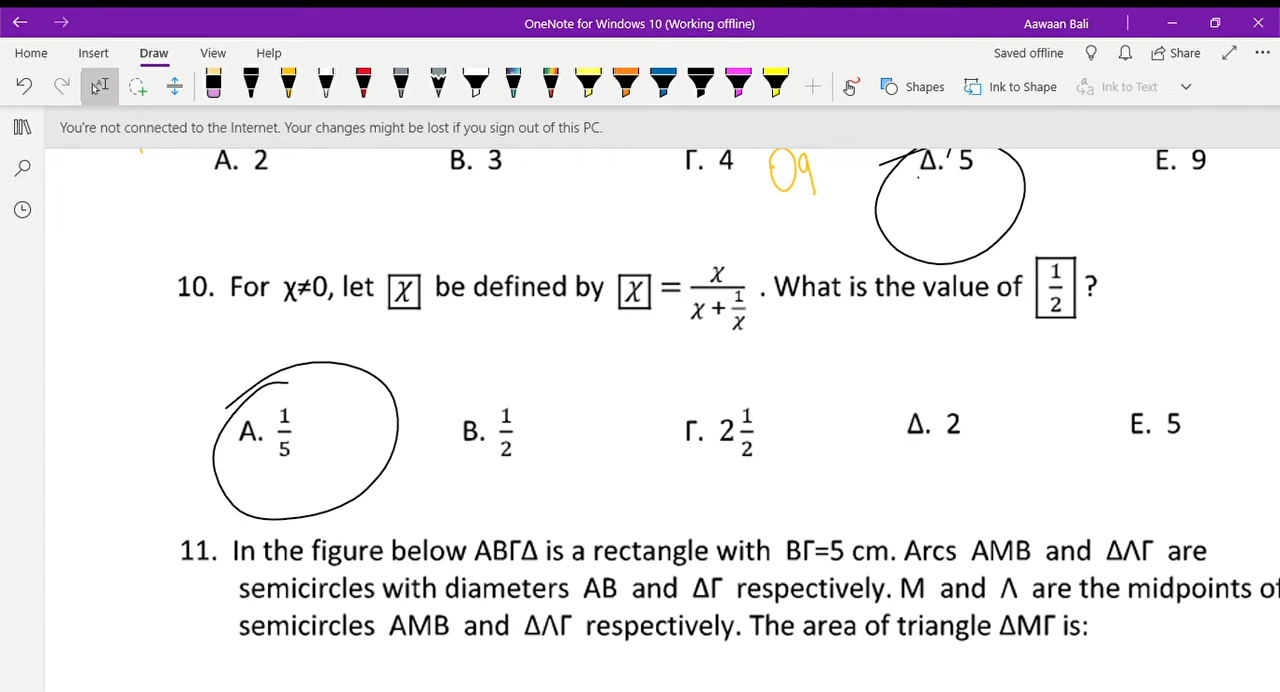 OneNote for Windows 10 (Working offline)
Aawaan Bali
Home Insert Draw View Help
Saved offline Share
Shapes Ink to Shape Ink to Text
You're not connected to the Internet. Your changes might be lost if you sign out of this PC.
A. 2 B. 3 Γ. 4 09 Δ. 5 E. 9
10. For χ≠0, let [χ] be defined by [χ] = χ/(χ + 1/χ) . What is the value of [1/2] ?
A. 1/5 B. 1/2 Γ. 2 1/2 Δ. 2 E. 5
11. In the figure below ΑΒΓΔ is a rectangle with ΒΓ=5 cm. Arcs ΑΜΒ and ΔΛΓ are
semicircles with diameters ΑΒ and ΔΓ respectively. Μ and Λ are the midpoints of
semicircles ΑΜΒ and ΔΛΓ respectively. The area of triangle ΔΜΓ is: